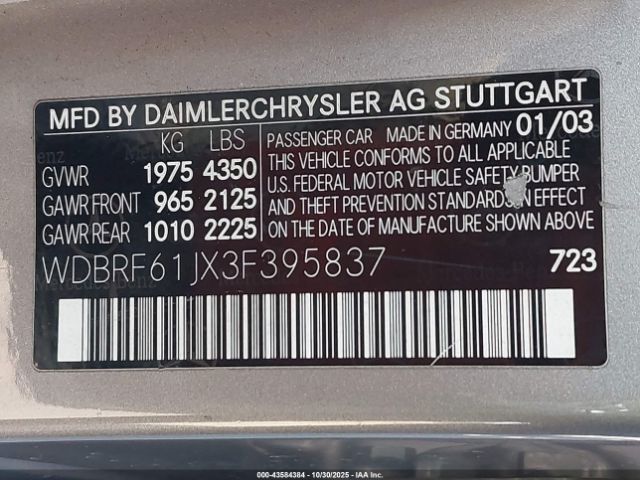 MFD BY DAIMLERCHRYSLER AG STUTTGART
KG LBS
GVWR 1975 4350
GAWR FRONT 965 2125
GAWR REAR 1010 2225
PASSENGER CAR MADE IN GERMANY 01/03
THIS VEHICLE CONFORMS TO ALL APPLICABLE
U.S. FEDERAL MOTOR VEHICLE SAFETY BUMPER
AND THEFT PREVENTION STANDARDS IN EFFECT
ON THE DATE OF MANUFACTURE SHOWN ABOVE.
WDBRF61JX3F395837 723
000-43584384 | 10/30/2025 | IAA Inc.